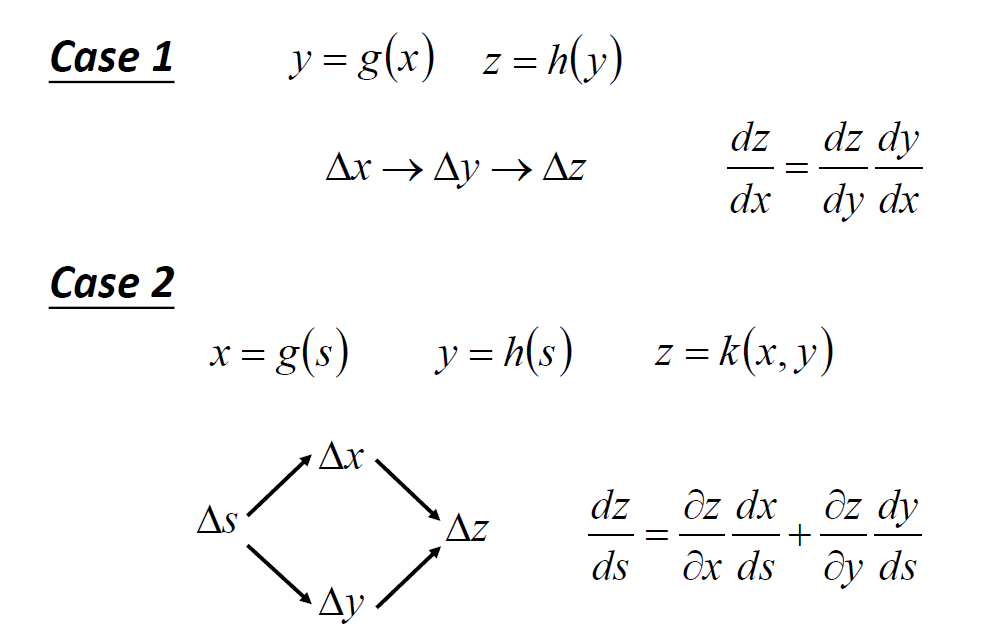 Case 1
y = g(x) z = h(y)
Δx → Δy → Δz
dz/dx = dz/dy dy/dx
Case 2
x = g(s) y = h(s) z = k(x, y)
Δx
Δs
Δz
Δy
dz/ds = ∂z/∂x dx/ds + ∂z/∂y dy/ds